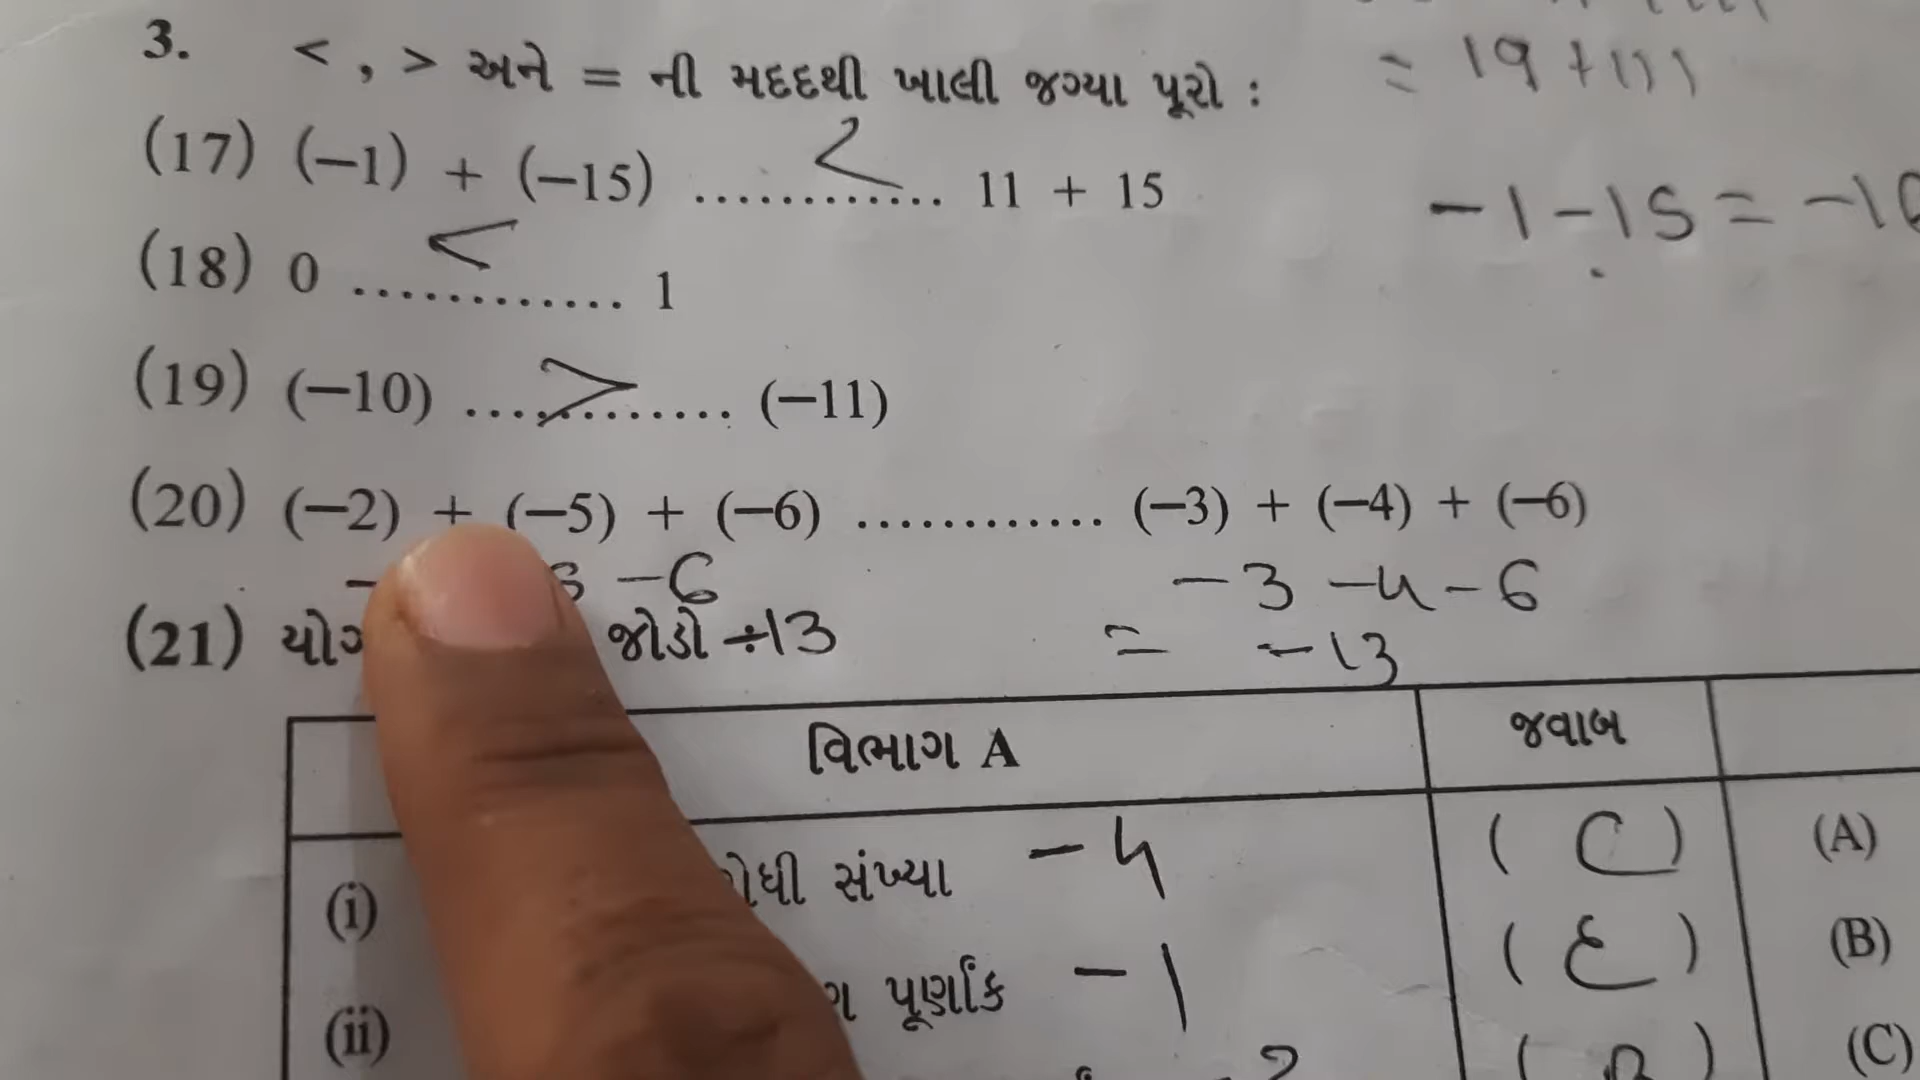 3. < , > અને = ની મદદથી ખાલી જગ્યા પૂરો :
= 19 +
(17) (−1) + (−15) ............ < 11 + 15
-1-15 = -1
(18) 0 ............ < 1
(19) (−10) ............ > (−11)
(20) (−2) + (−5) + (−6) ............ (−3) + (−4) + (−6)
-6 -3 -4 -6
(21) જોડો ÷13 = -13
વિભાગ A જવાબ
(i) સંખ્યા -4 (C) (A)
(ii) પૂર્ણાંક -1 (E) (B)
(C)